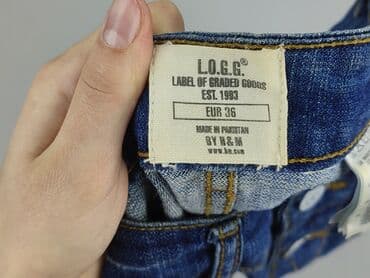 L.O.G.G.®
LABEL OF GRADED GOODS
EST. 1983
EUR 36
MADE IN PAKISTAN
BY H&M
www.hm.com